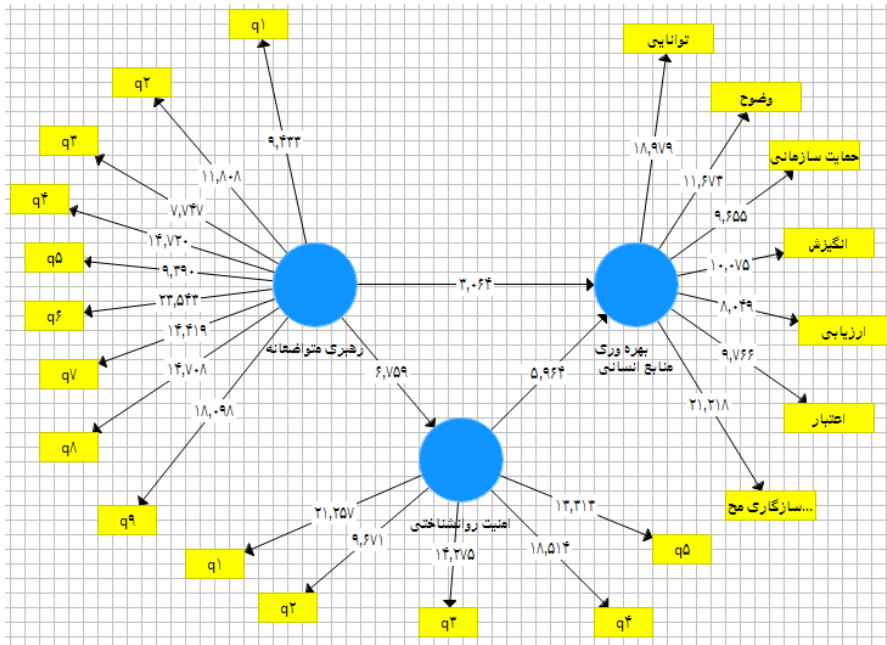 q۱
q۲
q۳
q۴
q۵
q۶
q۷
q۸
q۹
۹,۴۳۳
۱۱,۸۰۸
۷,۷۴۷
۱۴,۷۲۰
۹,۳۹۰
۲۳,۵۴۳
۱۴,۴۱۹
۱۴,۷۰۸
۱۸,۰۹۸
رهبری متواضعانه
۳,۰۶۴
۶,۷۵۹
۵,۹۶۴
بهره وری
منابع انسانی
توانایی
وضوح
حمایت سازمانی
انگیزش
ارزیابی
اعتبار
سازگاری مح...
۱۸,۹۷۹
۱۱,۶۷۳
۹,۶۵۵
۱۰,۰۷۵
۸,۰۴۹
۹,۷۶۶
۲۱,۲۱۸
امنیت روانشناختی
۲۱,۲۵۷
۹,۶۷۱
۱۴,۲۷۵
۱۸,۵۱۴
۱۳,۳۱۳
q۱
q۲
q۳
q۴
q۵